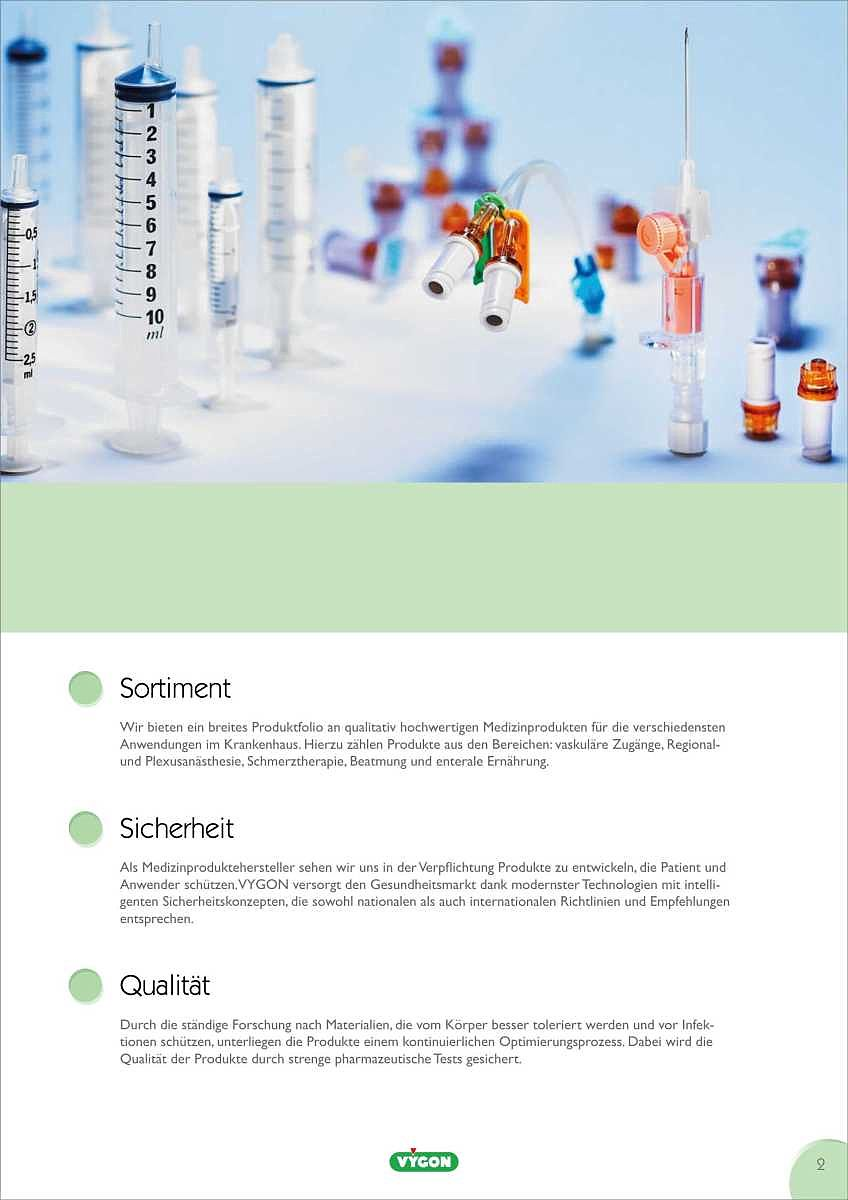 1
2
3
4
5
6
7
8
9
10
ml
0,5
1
1,5
2
2,5
ml
Sortiment
Wir bieten ein breites Produktfolio an qualitativ hochwertigen Medizinprodukten für die verschiedensten
Anwendungen im Krankenhaus. Hierzu zählen Produkte aus den Bereichen: vaskuläre Zugänge, Regional-
und Plexusanästhesie, Schmerztherapie, Beatmung und enterale Ernährung.
Sicherheit
Als Medizinproduktehersteller sehen wir uns in der Verpflichtung Produkte zu entwickeln, die Patient und
Anwender schützen. VYGON versorgt den Gesundheitsmarkt dank modernster Technologien mit intelli-
genten Sicherheitskonzepten, die sowohl nationalen als auch internationalen Richtlinien und Empfehlungen
entsprechen.
Qualität
Durch die ständige Forschung nach Materialien, die vom Körper besser toleriert werden und vor Infek-
tionen schützen, unterliegen die Produkte einem kontinuierlichen Optimierungsprozess. Dabei wird die
Qualität der Produkte durch strenge pharmazeutische Tests gesichert.
VYGON
2